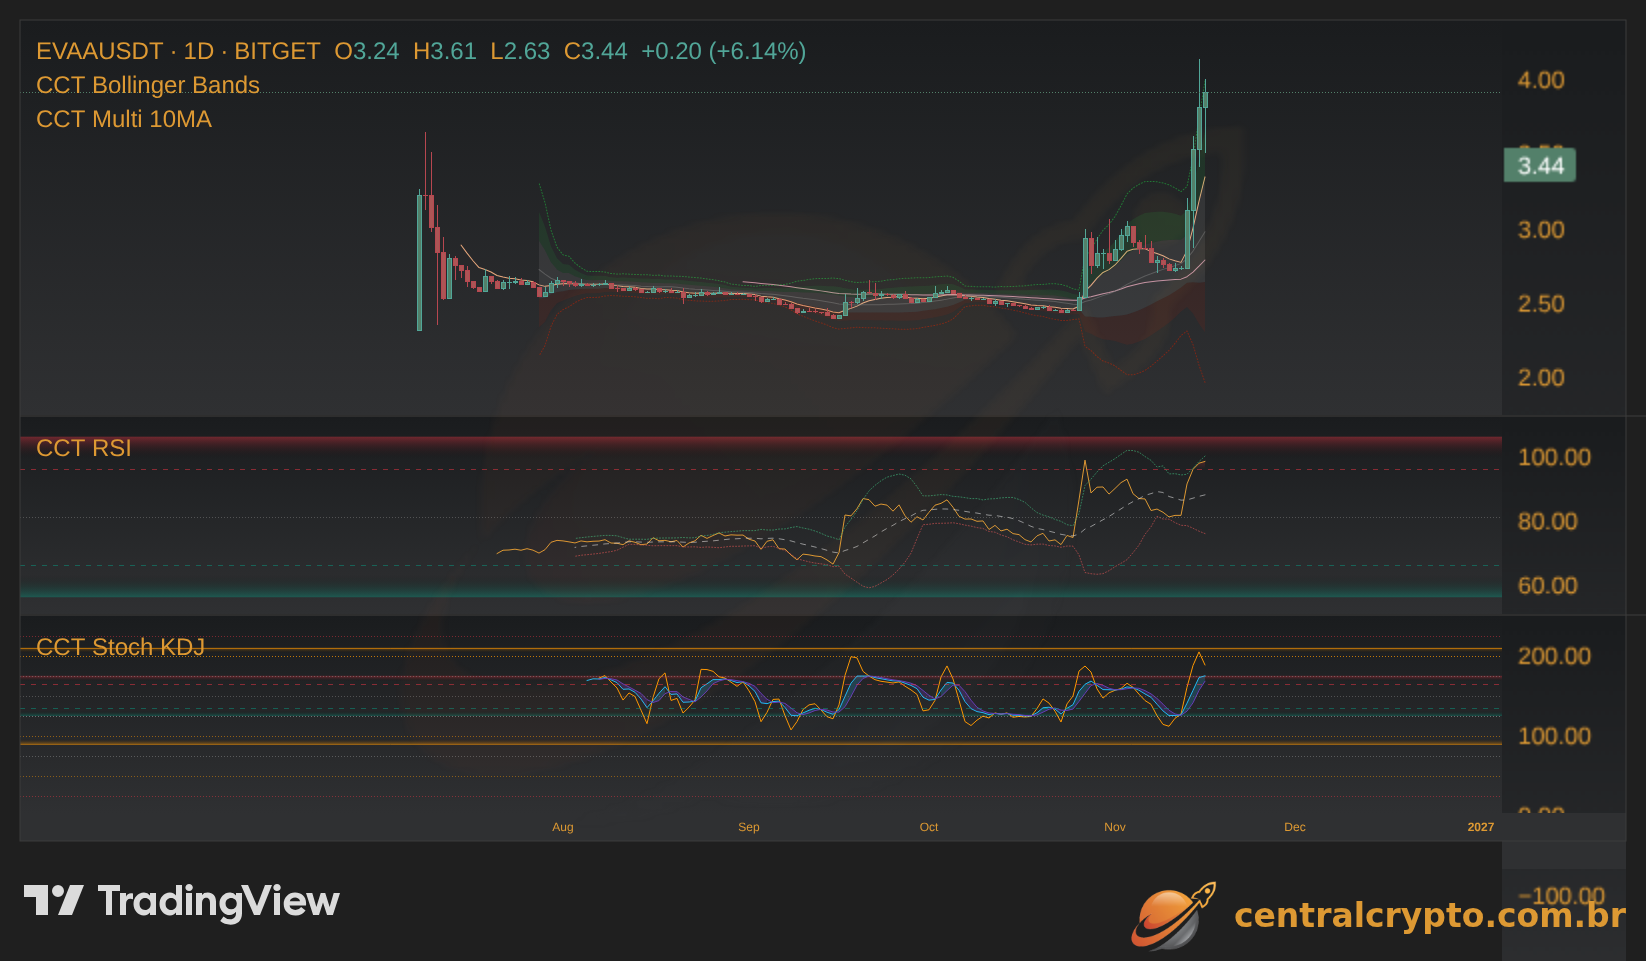 EVAAUSDT · 1D · BITGET O3.24 H3.61 L2.63 C3.44 +0.20 (+6.14%)
CCT Bollinger Bands
CCT Multi 10MA
4.00
3.44
3.00
2.50
2.00
CCT RSI
100.00
80.00
60.00
CCT Stoch KDJ
200.00
100.00
Aug Sep Oct Nov Dec 2027
−100.00
TradingView
centralcrypto.com.br